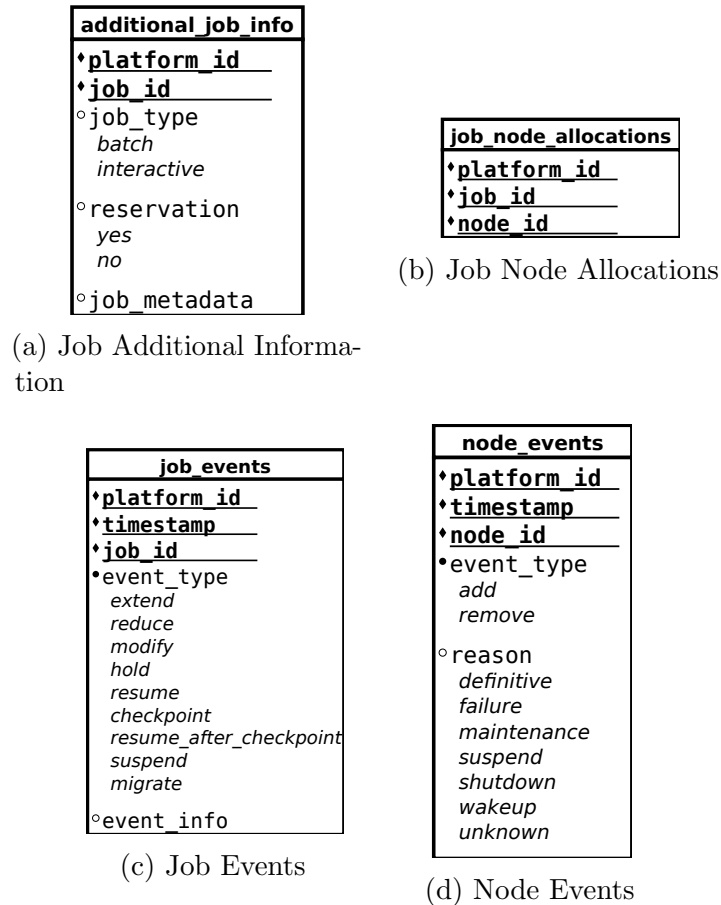 additional_job_info
platform_id
job_id
job_type
batch
interactive
reservation
yes
no
job_metadata
(a) Job Additional Informa-
tion
job_node_allocations
platform_id
job_id
node_id
(b) Job Node Allocations
job_events
platform_id
timestamp
job_id
event_type
extend
reduce
modify
hold
resume
checkpoint
resume_after_checkpoint
suspend
migrate
event_info
(c) Job Events
node_events
platform_id
timestamp
node_id
event_type
add
remove
reason
definitive
failure
maintenance
suspend
shutdown
wakeup
unknown
(d) Node Events